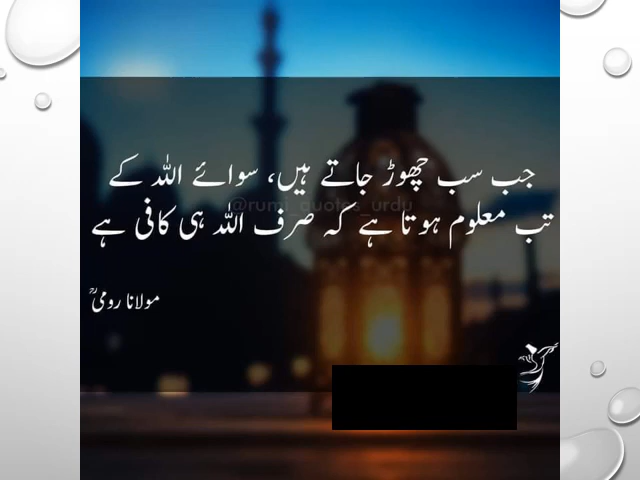 جب سب چھوڑ جاتے ہیں، سوائے اللہ کے
@rumi_quotes_urdu
تب معلوم ہوتا ہے کہ صرف اللہ ہی کافی ہے
مولانا رومیؒ